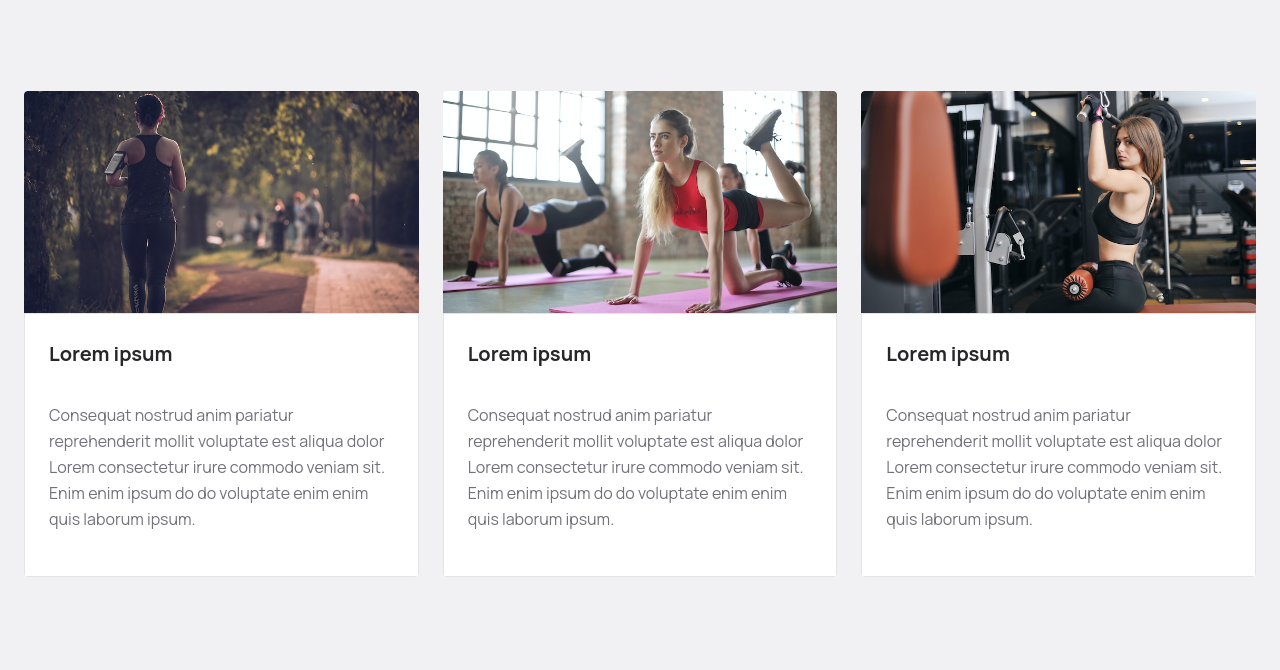 Lorem ipsum
Consequat nostrud anim pariatur
reprehenderit mollit voluptate est aliqua dolor
Lorem consectetur irure commodo veniam sit.
Enim enim ipsum do do voluptate enim enim
quis laborum ipsum.
Lorem ipsum
Consequat nostrud anim pariatur
reprehenderit mollit voluptate est aliqua dolor
Lorem consectetur irure commodo veniam sit.
Enim enim ipsum do do voluptate enim enim
quis laborum ipsum.
Lorem ipsum
Consequat nostrud anim pariatur
reprehenderit mollit voluptate est aliqua dolor
Lorem consectetur irure commodo veniam sit.
Enim enim ipsum do do voluptate enim enim
quis laborum ipsum.